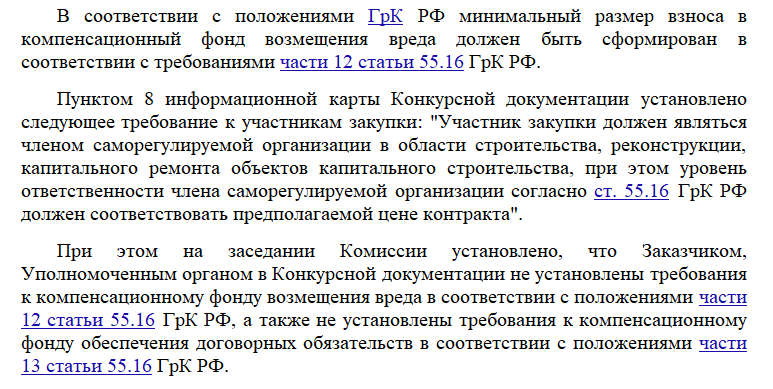 В соответствии с положениями ГрК РФ минимальный размер взноса в
компенсационный фонд возмещения вреда должен быть сформирован в
соответствии с требованиями части 12 статьи 55.16 ГрК РФ.
Пунктом 8 информационной карты Конкурсной документации установлено
следующее требование к участникам закупки: "Участник закупки должен являться
членом саморегулируемой организации в области строительства, реконструкции,
капитального ремонта объектов капитального строительства, при этом уровень
ответственности члена саморегулируемой организации согласно ст. 55.16 ГрК РФ
должен соответствовать предполагаемой цене контракта".
При этом на заседании Комиссии установлено, что Заказчиком,
Уполномоченным органом в Конкурсной документации не установлены требования
к компенсационному фонду возмещения вреда в соответствии с положениями части
12 статьи 55.16 ГрК РФ, а также не установлены требования к компенсационному
фонду обеспечения договорных обязательств в соответствии с положениями части
13 статьи 55.16 ГрК РФ.